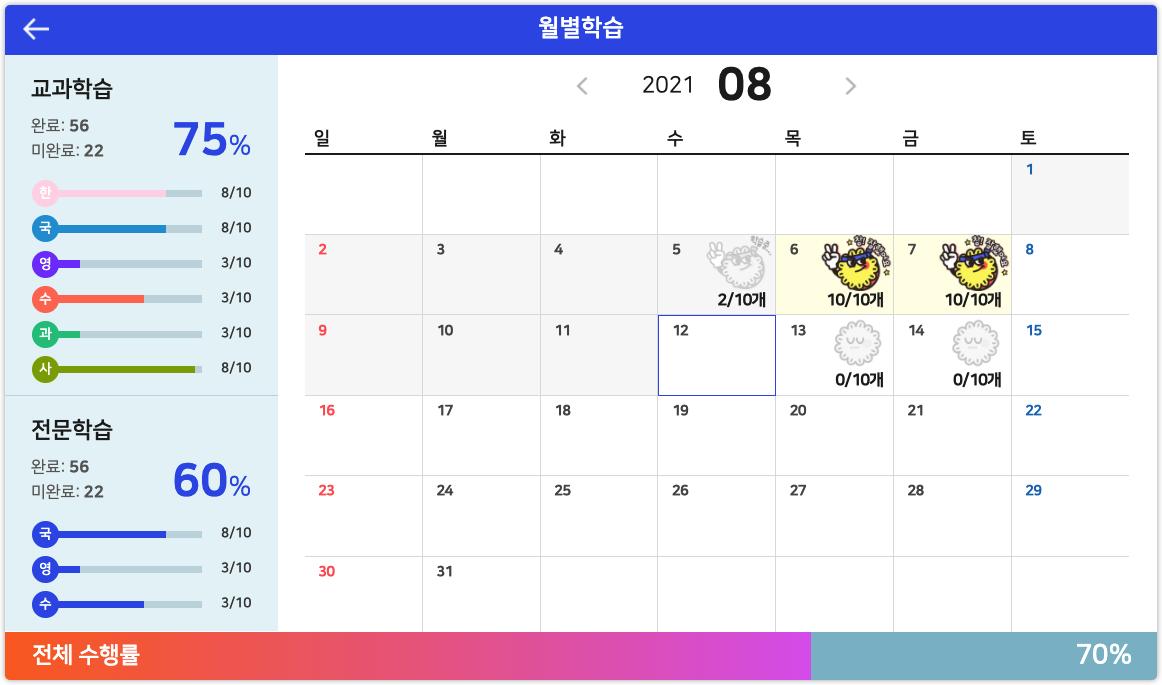 월별학습
교과학습
완료: 56
미완료: 22
75%
한 8/10
국 8/10
영 3/10
수 3/10
과 3/10
사 8/10
전문학습
완료: 56
미완료: 22
60%
국 8/10
영 3/10
수 3/10
2021 08
일 월 화 수 목 금 토
1
2 3 4 5 6 7 8
2/10개 10/10개 10/10개
9 10 11 12 13 14 15
0/10개 0/10개
16 17 18 19 20 21 22
23 24 25 26 27 28 29
30 31
전체 수행률 70%